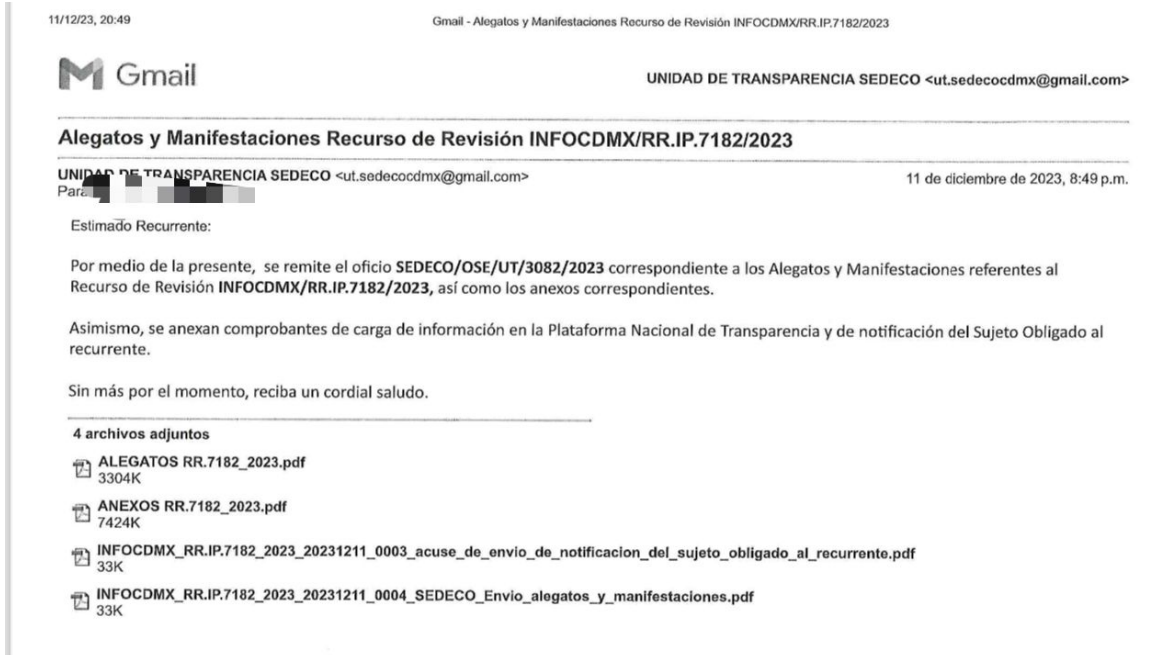 11/12/23, 20:49
Gmail - Alegatos y Manifestaciones Recurso de Revisión INFOCDMX/RR.IP.7182/2023
Gmail
UNIDAD DE TRANSPARENCIA SEDECO <ut.sedecocdmx@gmail.com>
Alegatos y Manifestaciones Recurso de Revisión INFOCDMX/RR.IP.7182/2023
UNIDAD DE TRANSPARENCIA SEDECO <ut.sedecocdmx@gmail.com>
11 de diciembre de 2023, 8:49 p.m.
Para
Estimado Recurrente:
Por medio de la presente, se remite el oficio SEDECO/OSE/UT/3082/2023 correspondiente a los Alegatos y Manifestaciones referentes al
Recurso de Revisión INFOCDMX/RR.IP.7182/2023, así como los anexos correspondientes.
Asimismo, se anexan comprobantes de carga de información en la Plataforma Nacional de Transparencia y de notificación del Sujeto Obligado al
recurrente.
Sin más por el momento, reciba un cordial saludo.
4 archivos adjuntos
ALEGATOS RR.7182_2023.pdf
3304K
ANEXOS RR.7182_2023.pdf
7424K
INFOCDMX_RR.IP.7182_2023_20231211_0003_acuse_de_envio_de_notificacion_del_sujeto_obligado_al_recurrente.pdf
33K
INFOCDMX_RR.IP.7182_2023_20231211_0004_SEDECO_Envio_alegatos_y_manifestaciones.pdf
33K